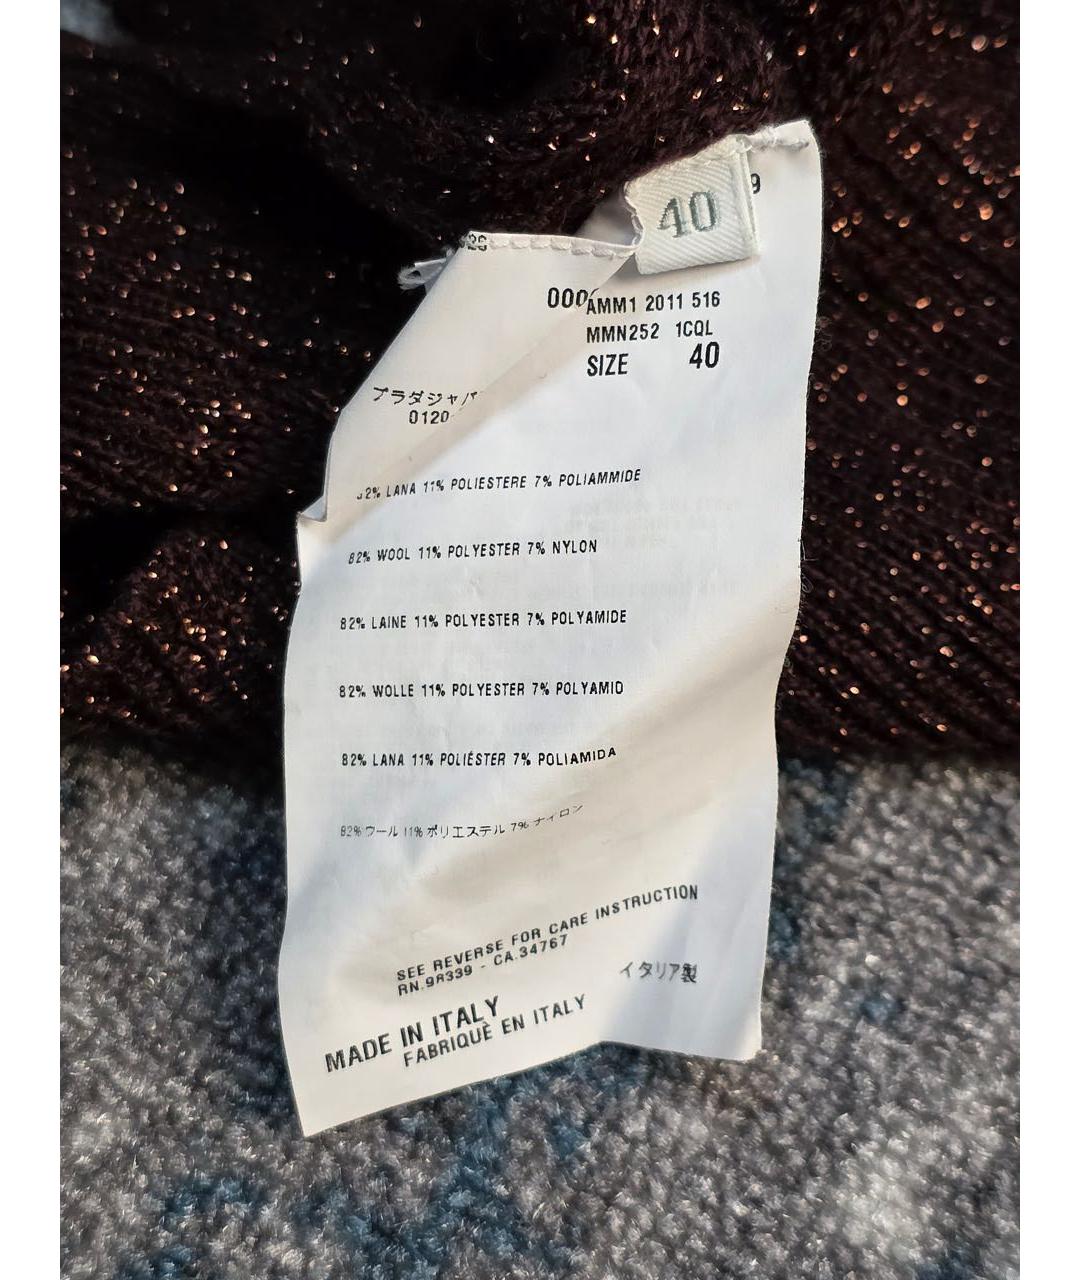 40
9
000
AMM1 2011 516
MMN252 1CQL
SIZE 40
プラダジャパ
0120
2% LANA 11% POLIESTERE 7% POLIAMMIDE
82% WOOL 11% POLYESTER 7% NYLON
82% LAINE 11% POLYESTER 7% POLYAMIDE
82% WOLLE 11% POLYESTER 7% POLYAMID
82% LANA 11% POLIÉSTER 7% POLIAMIDA
82% ウール 11% ポリエステル 7% ナイロン
SEE REVERSE FOR CARE INSTRUCTION
RN.98339 - CA.34767
イタリア製
MADE IN ITALY
FABRIQUÈ EN ITALY